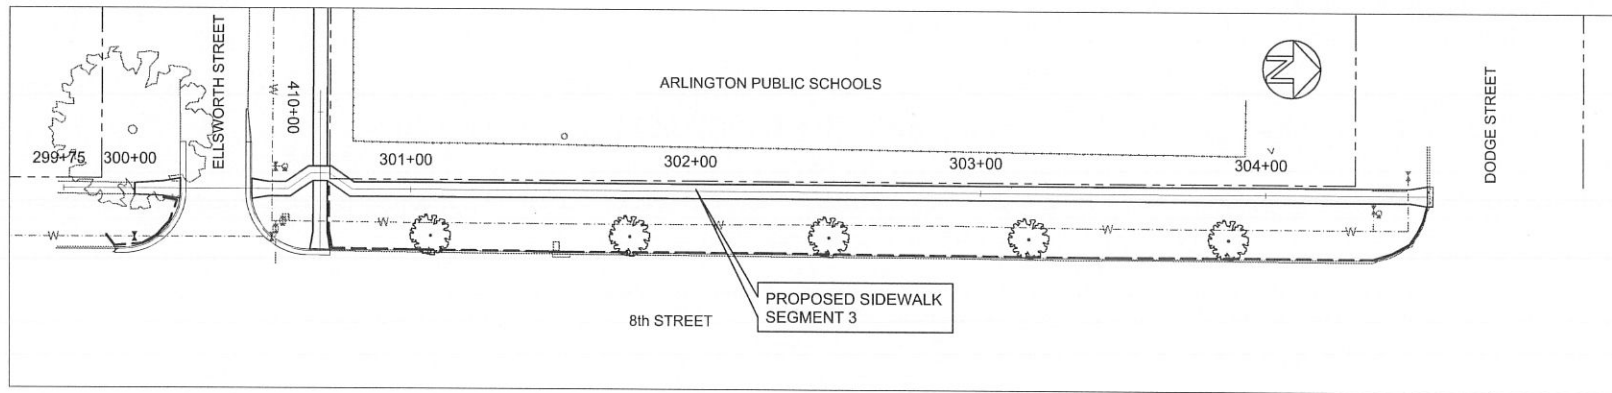 ELLSWORTH STREET
410+00
ARLINGTON PUBLIC SCHOOLS
N
DODGE STREET
299+75
300+00
301+00
302+00
303+00
304+00
W
W
W
W
W
8th STREET
PROPOSED SIDEWALK
SEGMENT 3